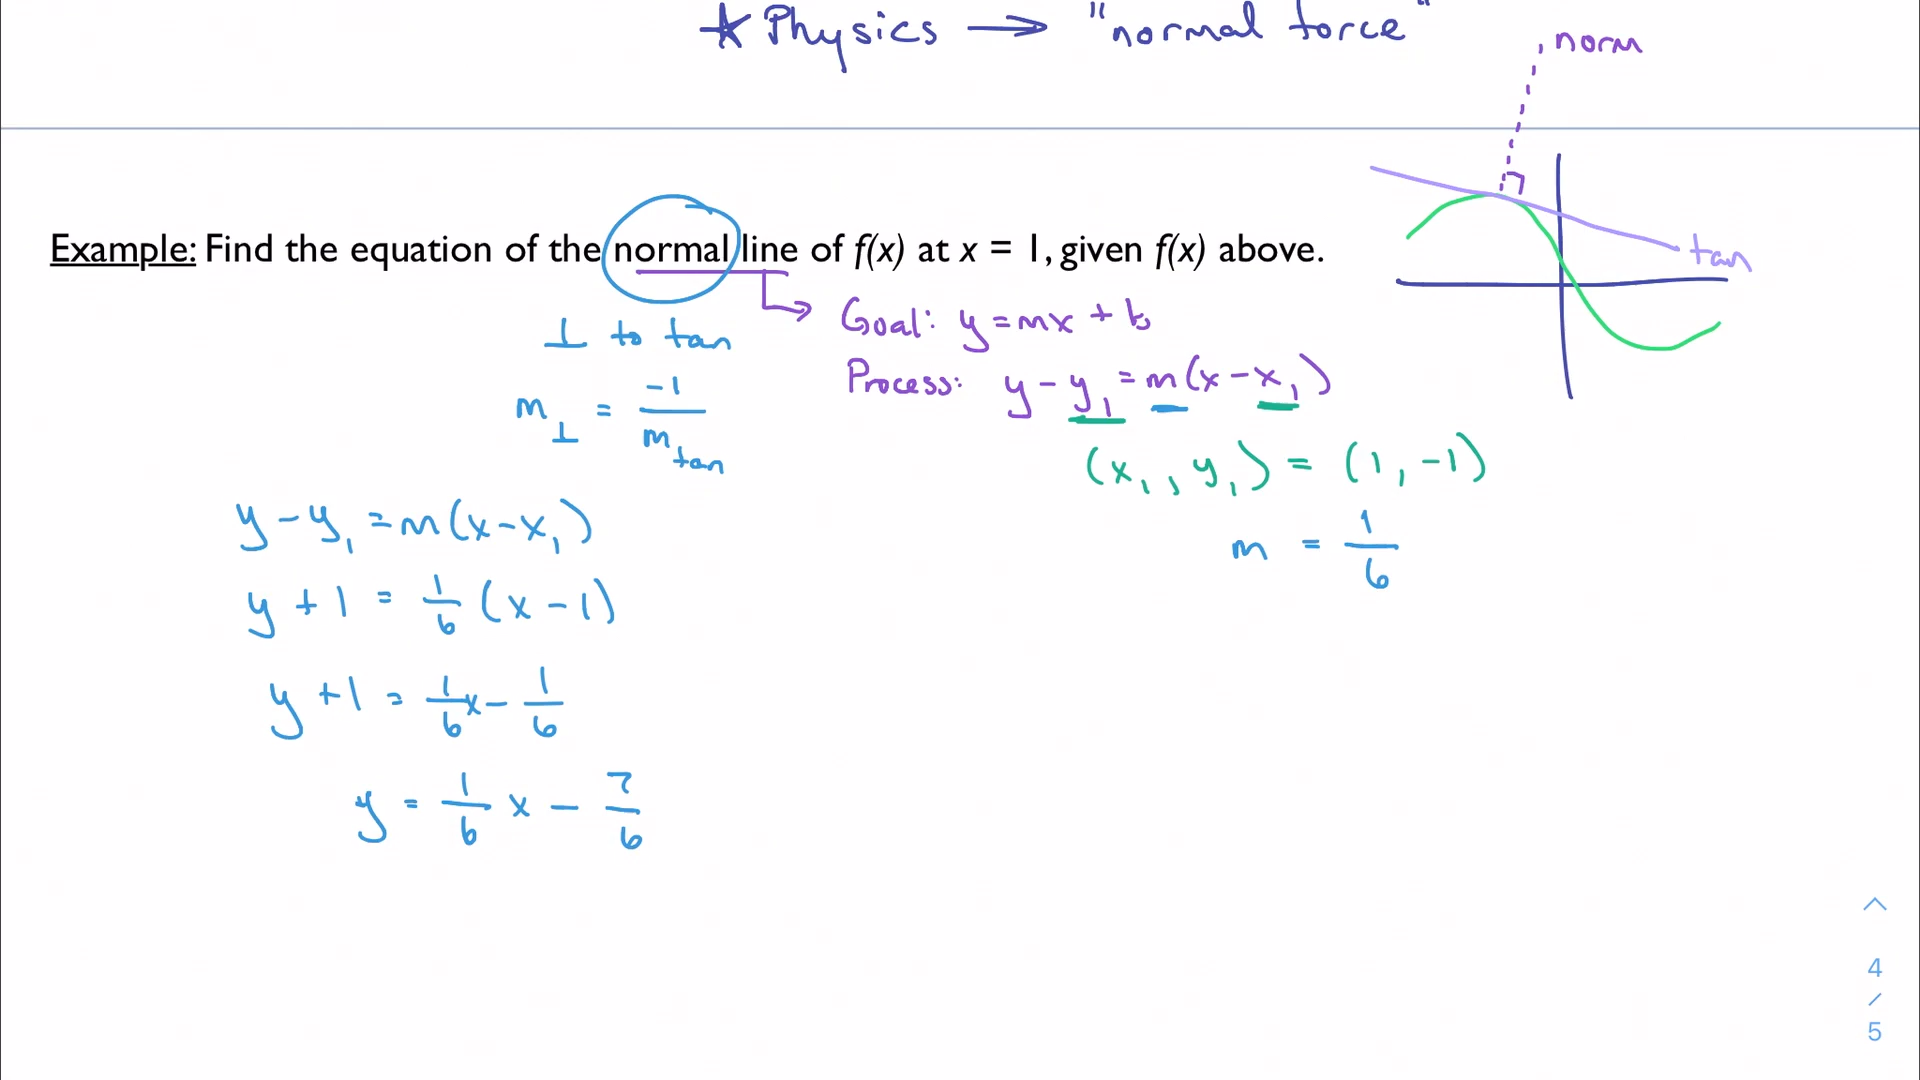 ★ Physics → "normal force"
norm
Example: Find the equation of the normal line of f(x) at x = 1, given f(x) above.
tan
⊥ to tan
Goal: y = mx + b
Process: y - y₁ = m(x - x₁)
m⊥ = -1/m tan
(x₁, y₁) = (1, -1)
m = 1/6
y - y₁ = m(x - x₁)
y + 1 = 1/6 (x - 1)
y + 1 = 1/6 x - 1/6
y = 1/6 x - 7/6
4
/
5